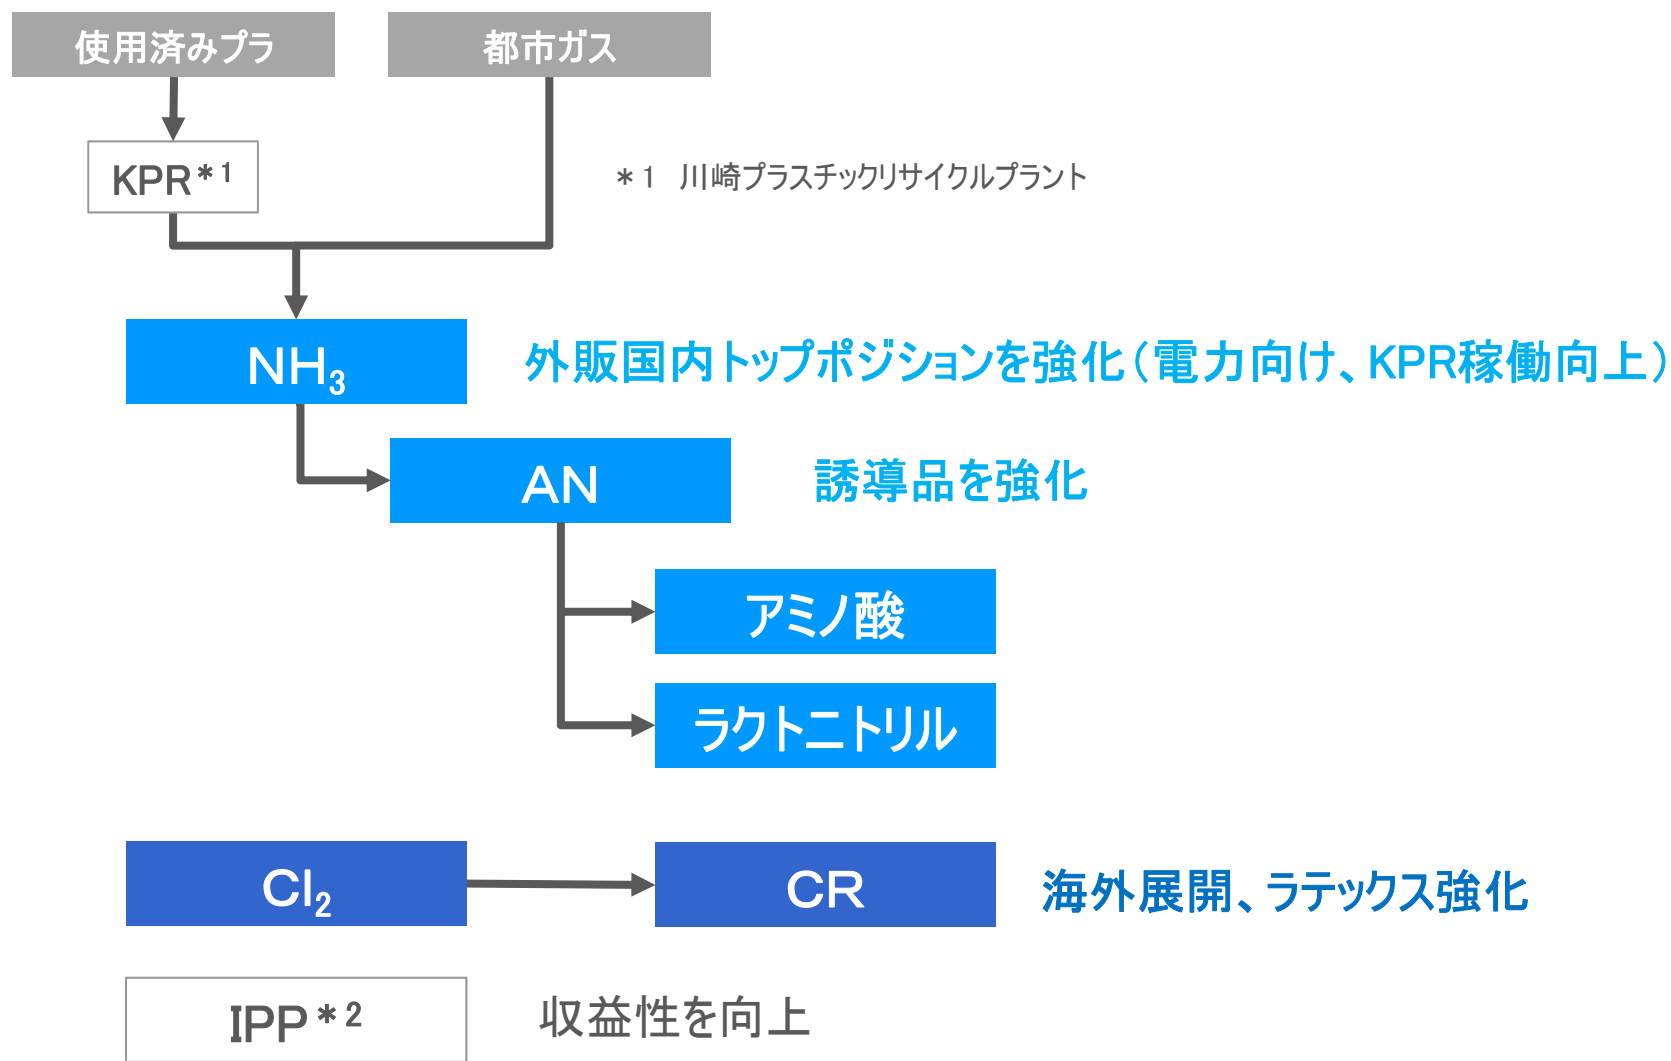 使用済みプラ
都市ガス
KPR*1
*1 川崎プラスチックリサイクルプラント
NH3
外販国内トップポジションを強化(電力向け、KPR稼働向上)
AN
誘導品を強化
アミノ酸
ラクトニトリル
Cl2
CR
海外展開、ラテックス強化
IPP*2
収益性を向上